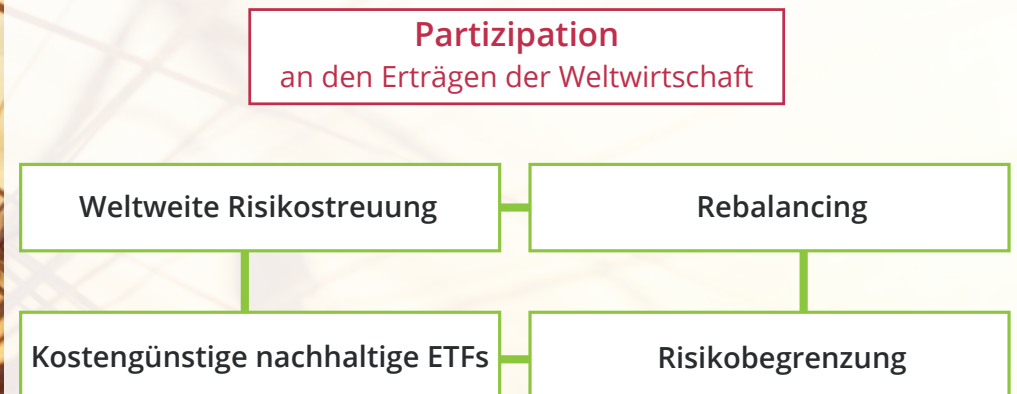 Partizipation
an den Erträgen der Weltwirtschaft
Weltweite Risikostreuung
Rebalancing
Kostengünstige nachhaltige ETFs
Risikobegrenzung